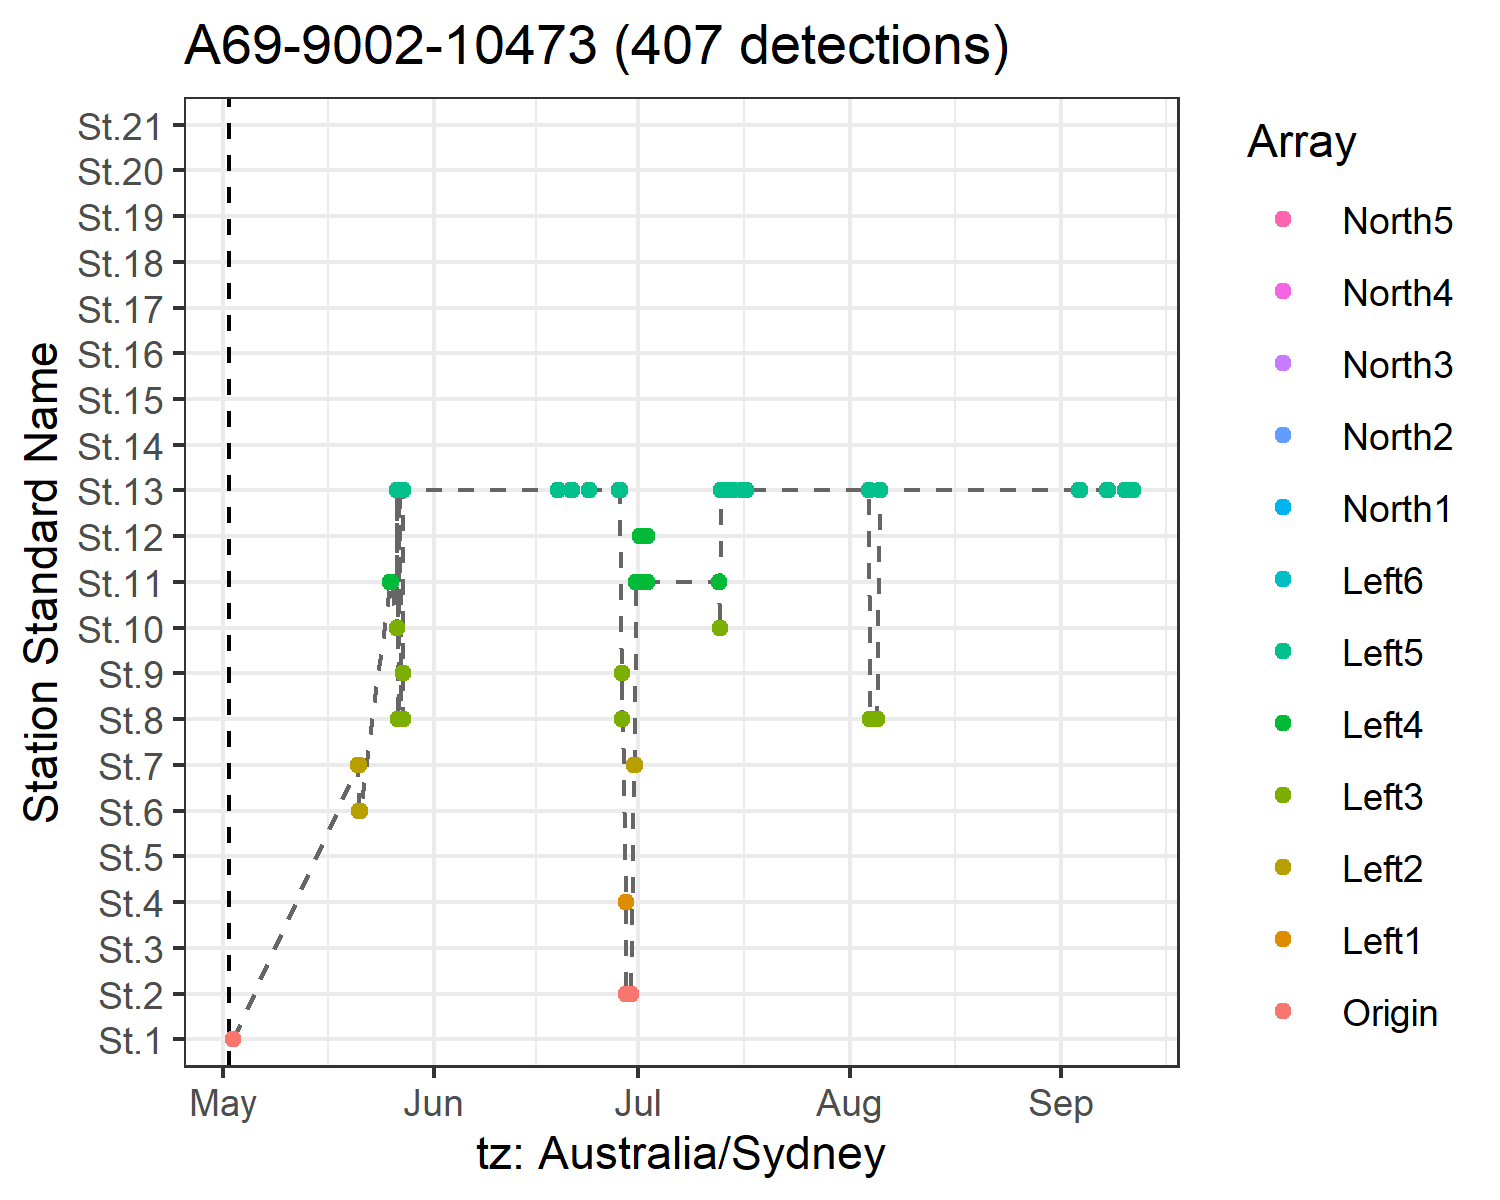 A69-9002-10473 (407 detections)
Station Standard Name
St.21
St.20
St.19
St.18
St.17
St.16
St.15
St.14
St.13
St.12
St.11
St.10
St.9
St.8
St.7
St.6
St.5
St.4
St.3
St.2
St.1
May Jun Jul Aug Sep
tz: Australia/Sydney
Array
North5
North4
North3
North2
North1
Left6
Left5
Left4
Left3
Left2
Left1
Origin